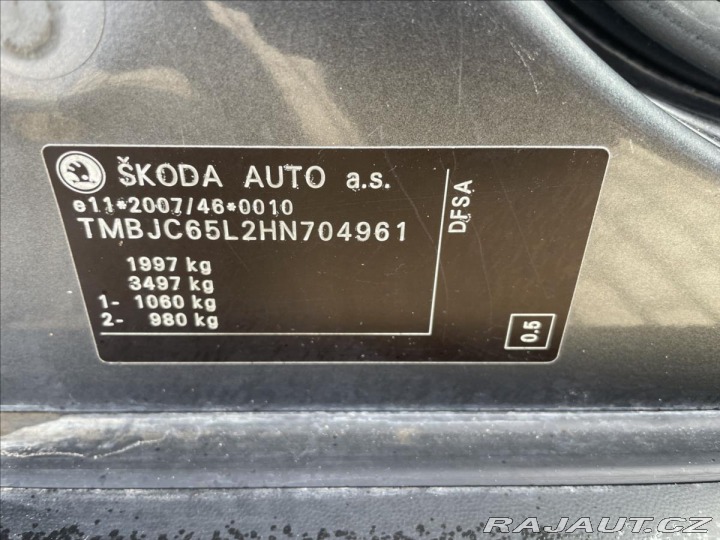 ŠKODA AUTO a.s.
e11*2007/46*0010
TMBJC65L2HN704961
1997 kg
3497 kg
1- 1060 kg
2- 980 kg
DFSA
0.5
RAJAUT.CZ